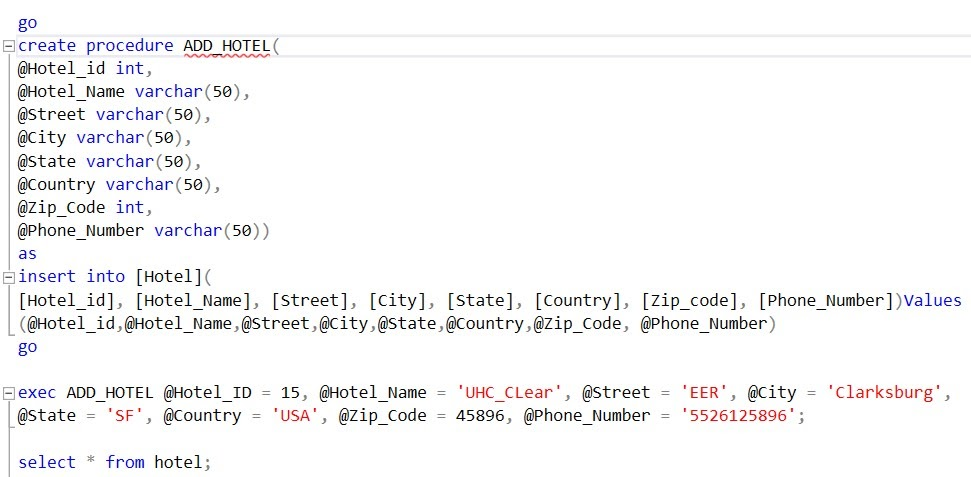 go
create procedure ADD_HOTEL(
@Hotel_id int,
@Hotel_Name varchar(50),
@Street varchar(50),
@City varchar(50),
@State varchar(50),
@Country varchar(50),
@Zip_Code int,
@Phone_Number varchar(50))
as
insert into [Hotel](
[Hotel_id], [Hotel_Name], [Street], [City], [State], [Country], [Zip_code], [Phone_Number])Values
(@Hotel_id,@Hotel_Name,@Street,@City,@State,@Country,@Zip_Code, @Phone_Number)
go
exec ADD_HOTEL @Hotel_ID = 15, @Hotel_Name = 'UHC_CLear', @Street = 'EER', @City = 'Clarksburg',
@State = 'SF', @Country = 'USA', @Zip_Code = 45896, @Phone_Number = '5526125896';
select * from hotel;